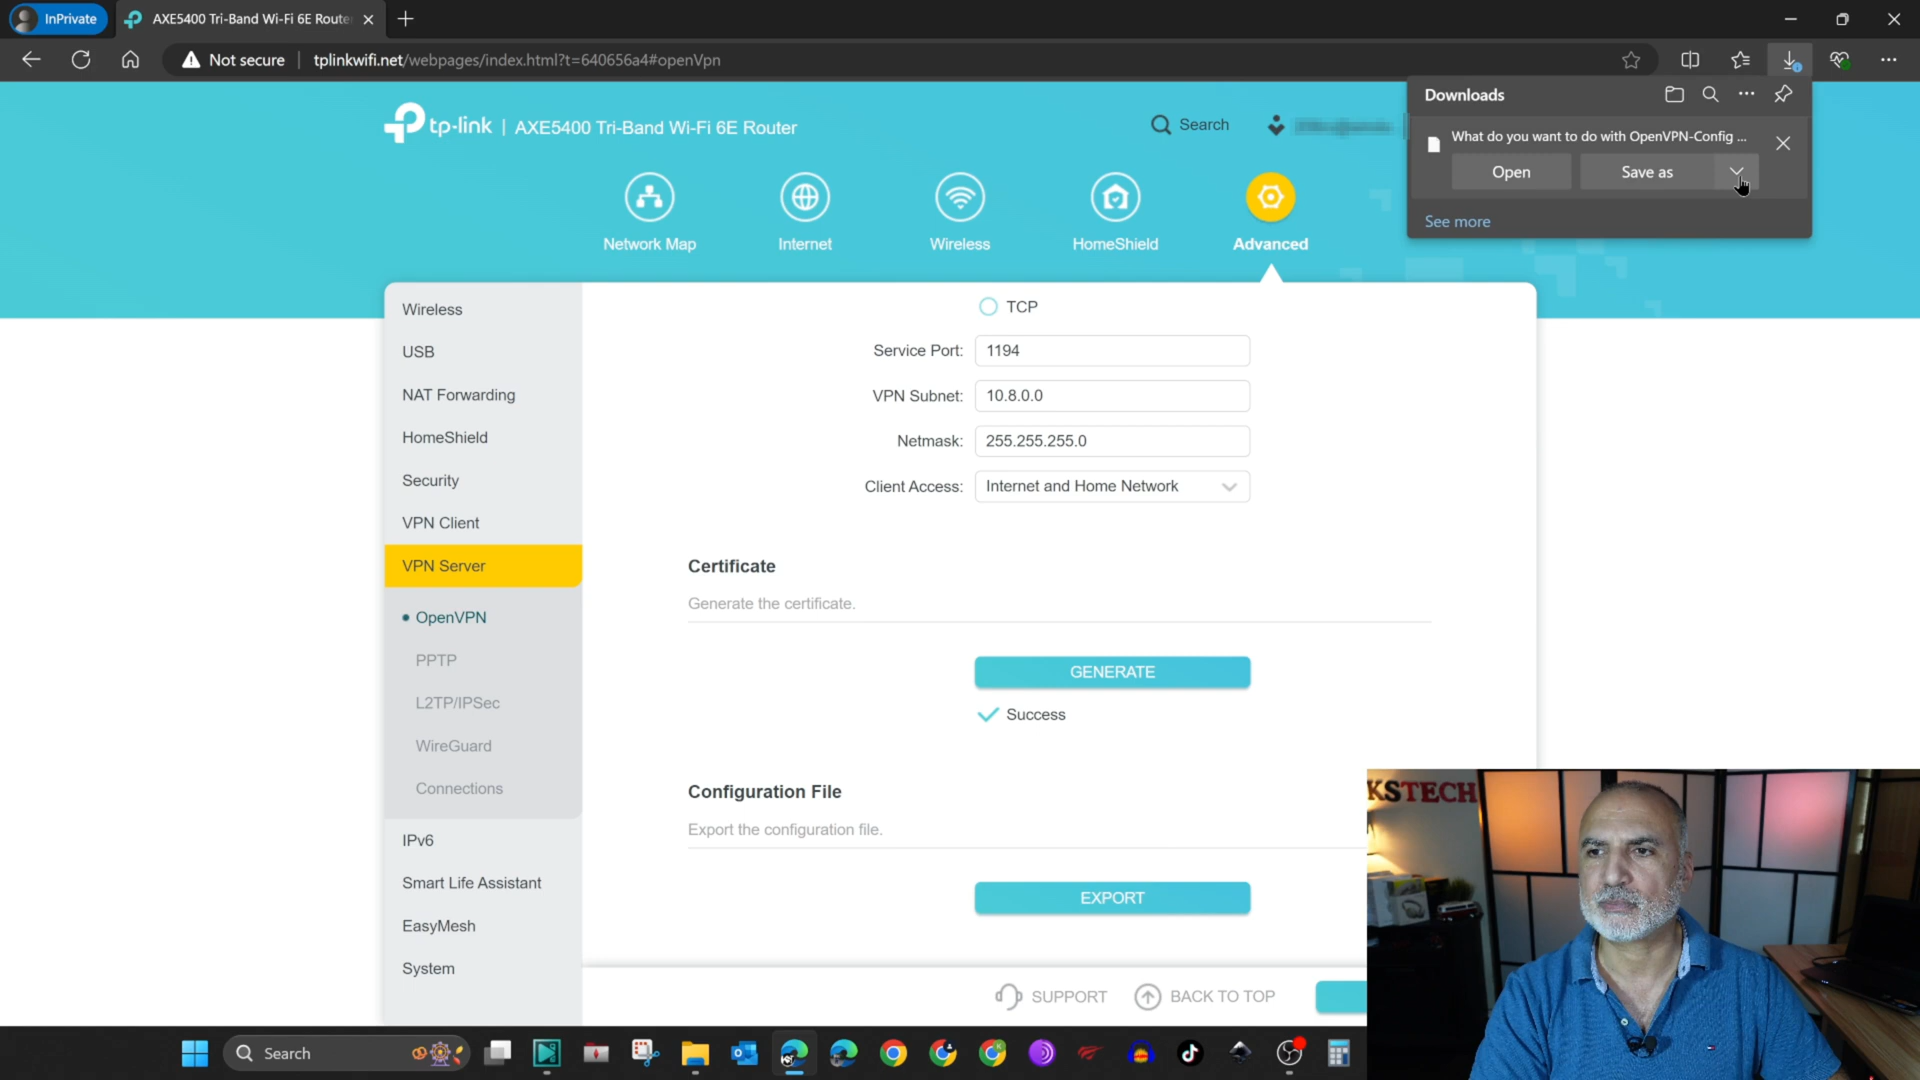 InPrivate
AXE5400 Tri-Band Wi-Fi 6E Route
Not secure
tplinkwifi.net/webpages/index.html?t=640656a4#openVpn
Downloads
What do you want to do with OpenVPN-Config ...
Open
Save as
See more
tp-link | AXE5400 Tri-Band Wi-Fi 6E Router
Search
Network Map
Internet
Wireless
HomeShield
Advanced
Wireless
USB
NAT Forwarding
HomeShield
Security
VPN Client
VPN Server
OpenVPN
PPTP
L2TP/IPSec
WireGuard
Connections
IPv6
Smart Life Assistant
EasyMesh
System
TCP
Service Port: 1194
VPN Subnet: 10.8.0.0
Netmask: 255.255.255.0
Client Access: Internet and Home Network
Certificate
Generate the certificate.
GENERATE
Success
Configuration File
Export the configuration file.
EXPORT
SUPPORT
BACK TO TOP
KSTECH
Search